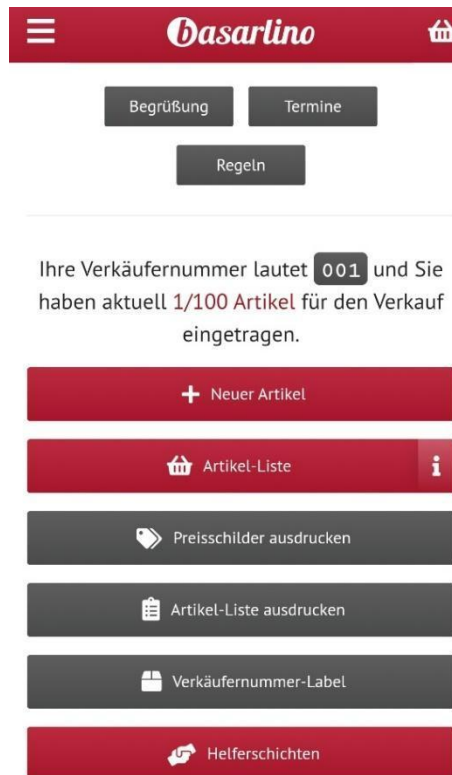 basarlino
Begrüßung Termine
Regeln
Ihre Verkäufernummer lautet 001 und Sie
haben aktuell 1/100 Artikel für den Verkauf
eingetragen.
Neuer Artikel
Artikel-Liste i
Preisschilder ausdrucken
Artikel-Liste ausdrucken
Verkäufernummer-Label
Helferschichten